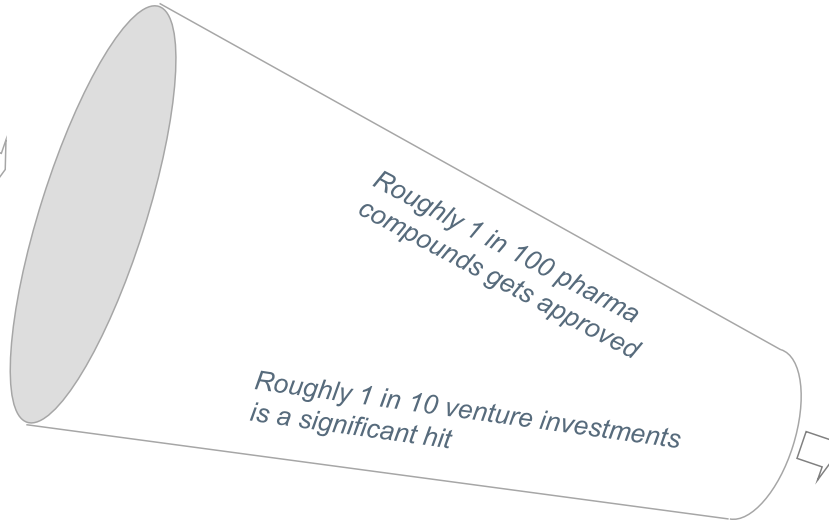 Roughly 1 in 100 pharma
compounds gets approved
Roughly 1 in 10 venture investments
is a significant hit